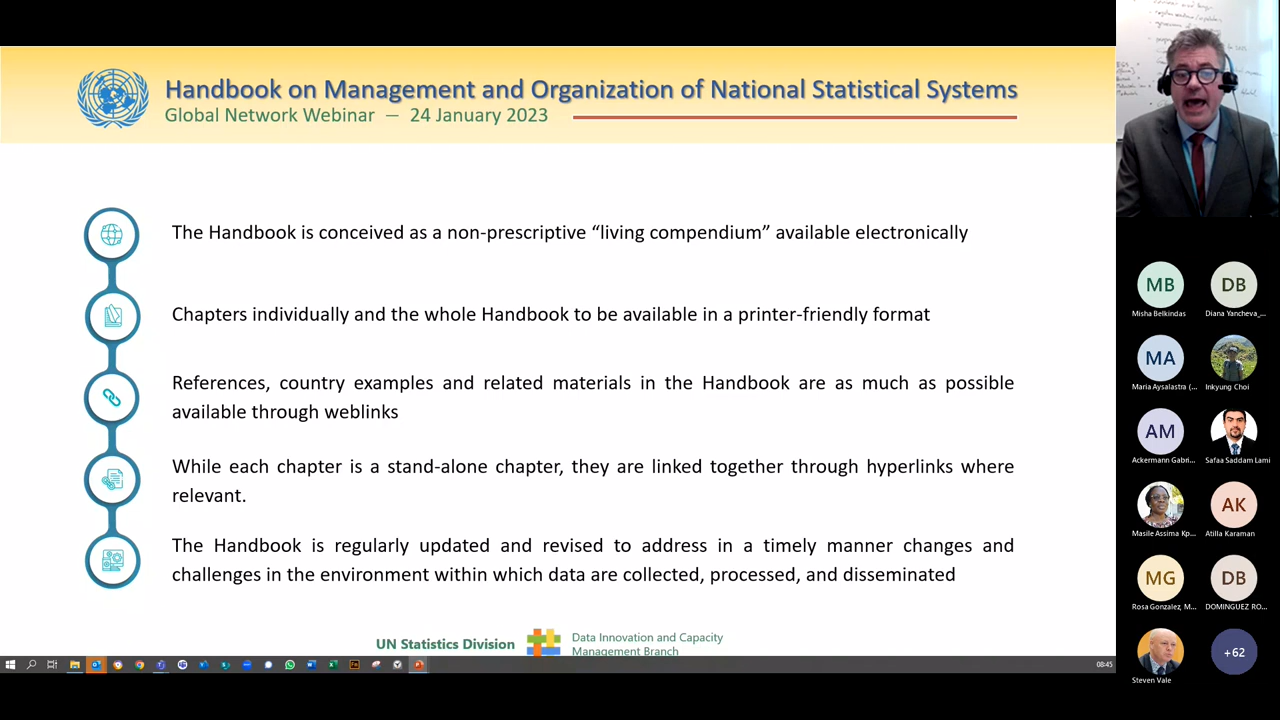 Handbook on Management and Organization of National Statistical Systems
Global Network Webinar — 24 January 2023
The Handbook is conceived as a non-prescriptive “living compendium” available electronically
Chapters individually and the whole Handbook to be available in a printer-friendly format
References, country examples and related materials in the Handbook are as much as possible
available through weblinks
While each chapter is a stand-alone chapter, they are linked together through hyperlinks where
relevant.
The Handbook is regularly updated and revised to address in a timely manner changes and
challenges in the environment within which data are collected, processed, and disseminated
UN Statistics Division
Data Innovation and Capacity
Management Branch
08:45
MB
Misha Belkindas
DB
Diana Yancheva_...
MA
Maria Aysalastra (...
Inkyung Choi
AM
Ackermann Gabri...
Safaa Saddam Lami
Masile Assima Kp...
AK
Atilla Karaman
MG
Rosa Gonzalez, M...
DB
DOMINGUEZ RO...
Steven Vale
+62